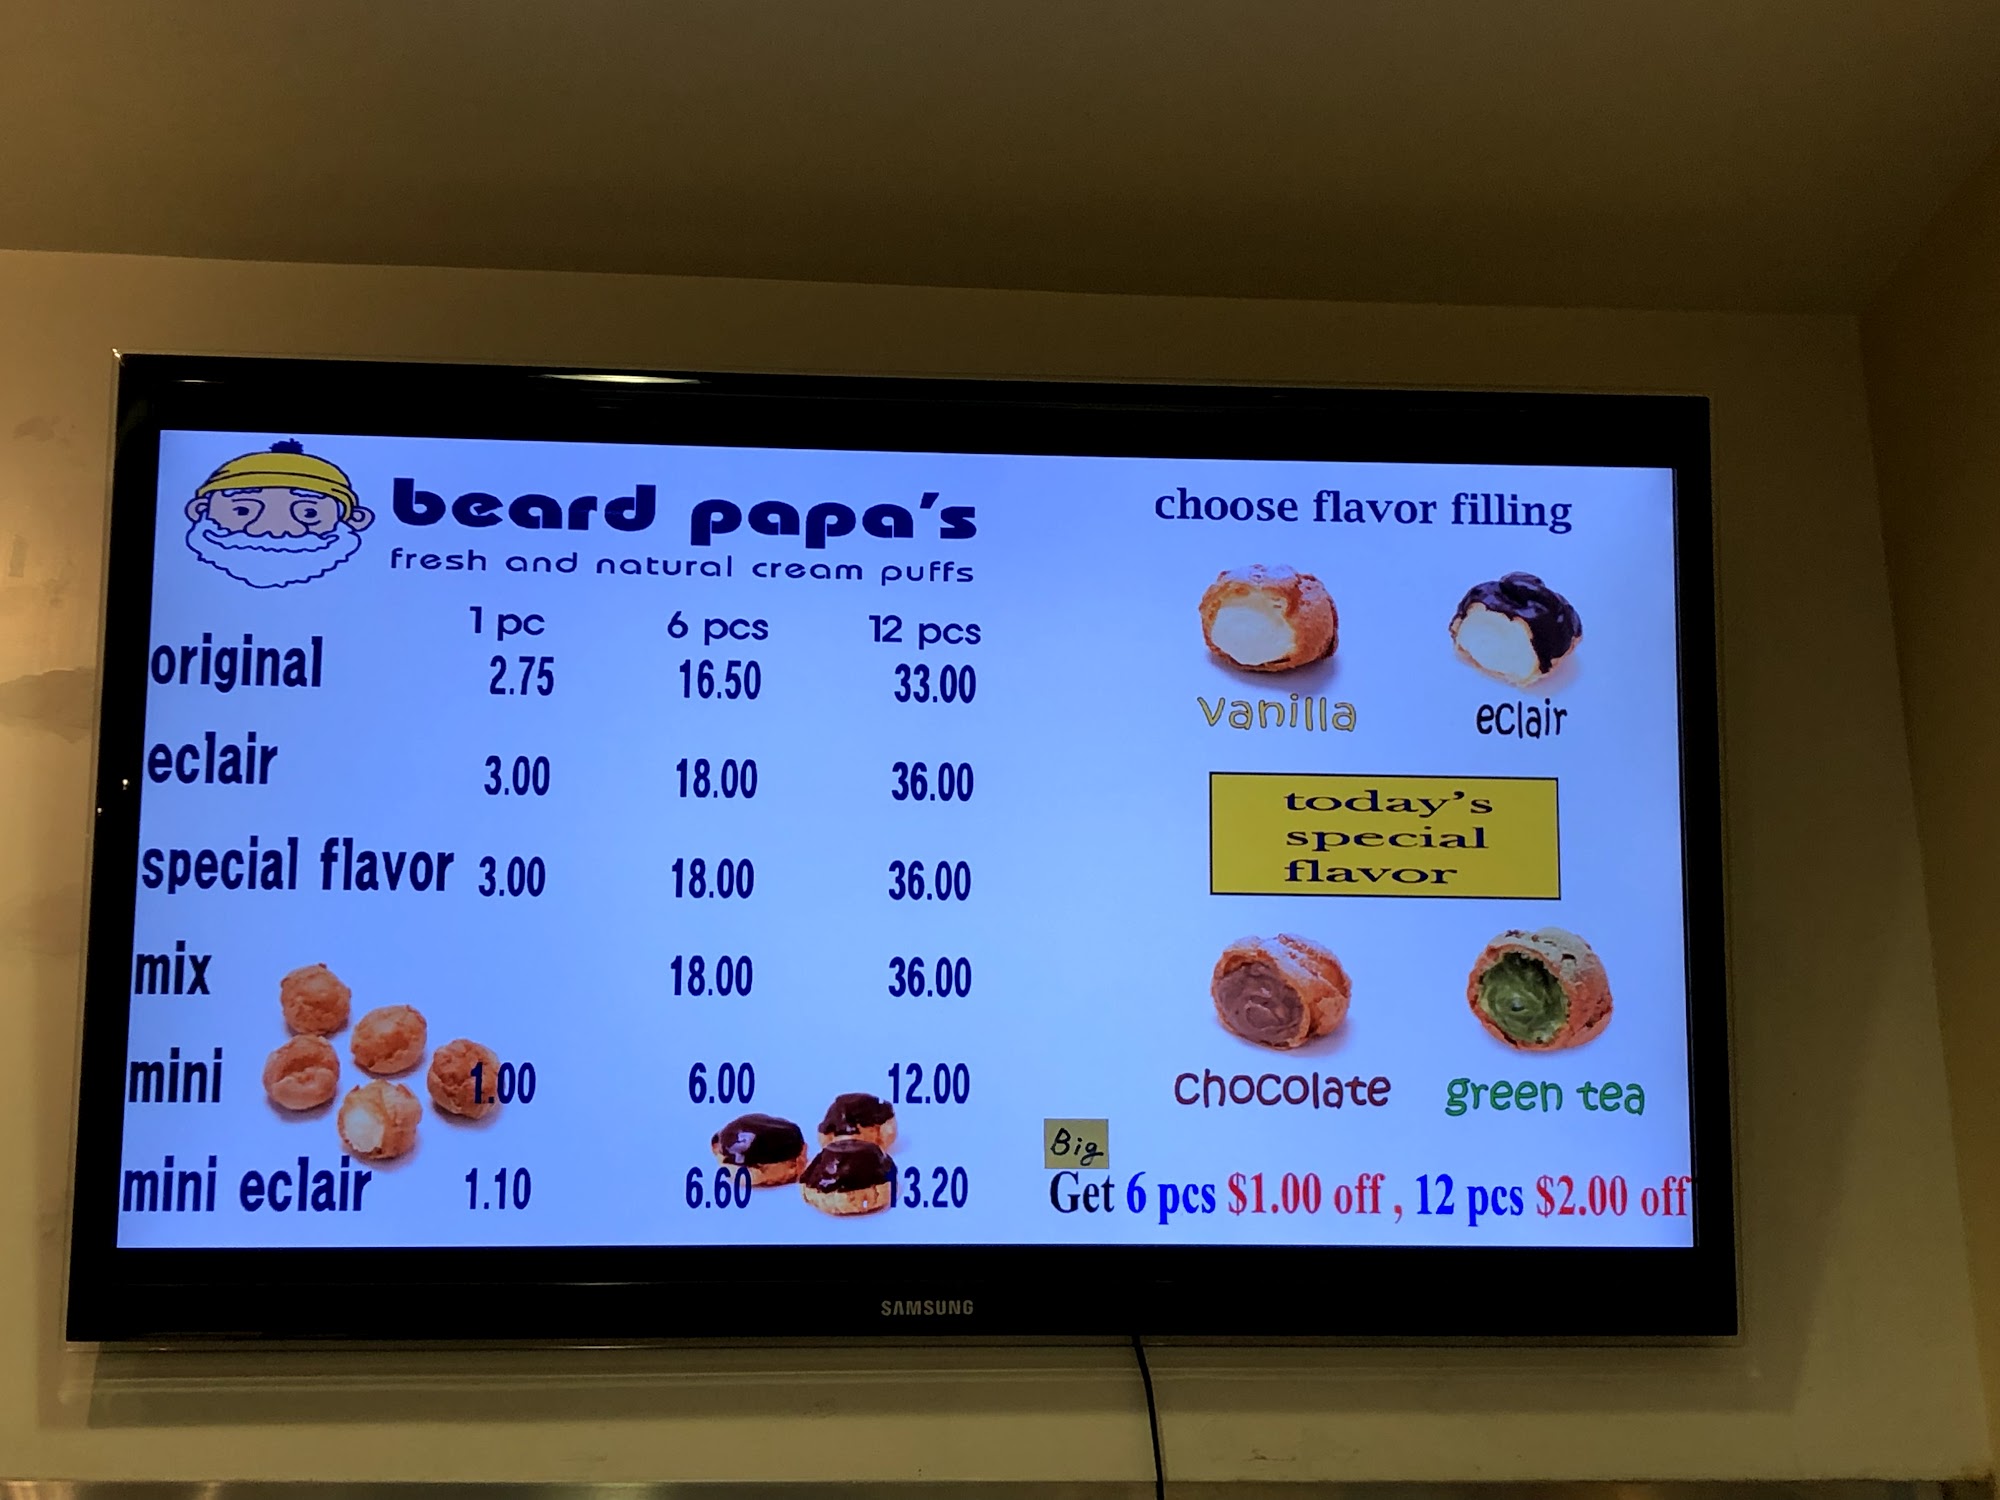 beard papa's
fresh and natural cream puffs
1 pc 6 pcs 12 pcs
original 2.75 16.50 33.00
eclair 3.00 18.00 36.00
special flavor 3.00 18.00 36.00
mix 18.00 36.00
mini 1.00 6.00 12.00
mini eclair 1.10 6.60 13.20
choose flavor filling
vanilla eclair
today's
special
flavor
chocolate green tea
Big
Get 6 pcs $1.00 off , 12 pcs $2.00 off
SAMSUNG